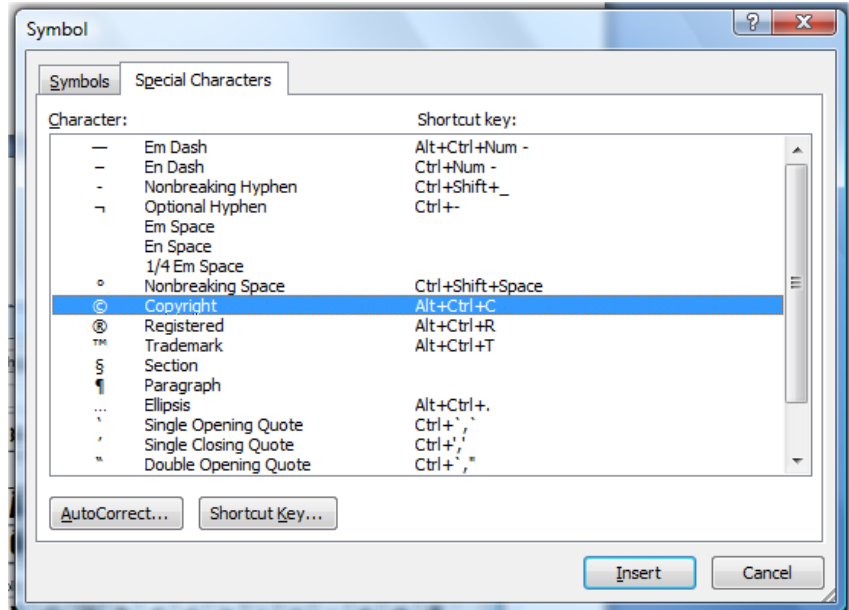 Symbol
Symbols Special Characters
Character: Shortcut key:
— Em Dash Alt+Ctrl+Num -
– En Dash Ctrl+Num -
- Nonbreaking Hyphen Ctrl+Shift+_
¬ Optional Hyphen Ctrl+-
Em Space
En Space
1/4 Em Space
° Nonbreaking Space Ctrl+Shift+Space
© Copyright Alt+Ctrl+C
® Registered Alt+Ctrl+R
™ Trademark Alt+Ctrl+T
§ Section
¶ Paragraph
… Ellipsis Alt+Ctrl+.
‘ Single Opening Quote Ctrl+`,`
’ Single Closing Quote Ctrl+','
“ Double Opening Quote Ctrl+`,"
AutoCorrect... Shortcut Key...
Insert Cancel